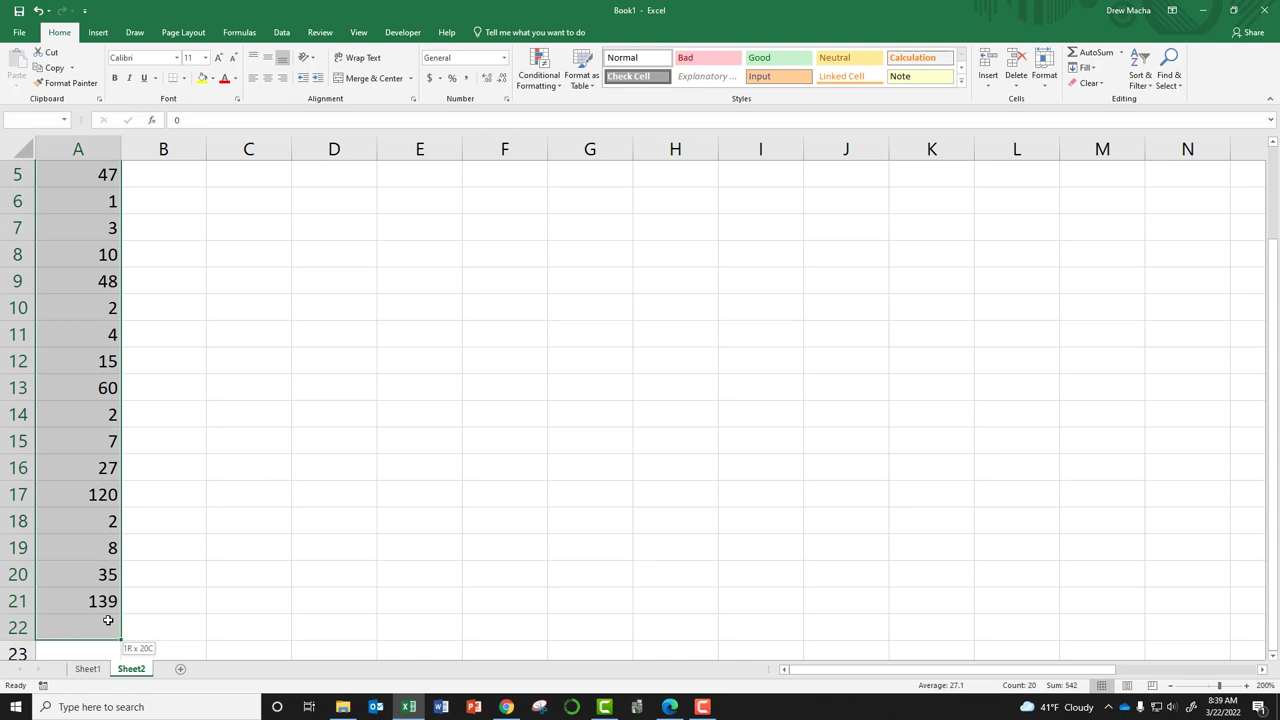 Book1 - Excel
Drew Macha
File Home Insert Draw Page Layout Formulas Data Review View Developer Help Tell me what you want to do Share
Paste
Cut
Copy
Format Painter
Clipboard
Calibri 11
B I U
Font
Wrap Text
Merge & Center
Alignment
General
$ % ,
Number
Conditional Formatting
Format as Table
Normal Bad Good Neutral Calculation
Check Cell Explanatory ... Input Linked Cell Note
Styles
Insert Delete Format
Cells
AutoSum
Fill
Clear
Sort & Filter
Find & Select
Editing
fx 0
A B C D E F G H I J K L M N
5 47
6 1
7 3
8 10
9 48
10 2
11 4
12 15
13 60
14 2
15 7
16 27
17 120
18 2
19 8
20 35
21 139
22
23
1R x 20C
Sheet1 Sheet2
Ready Average: 27.1 Count: 20 Sum: 542 200%
Type here to search
41°F Cloudy
8:39 AM
3/22/2022